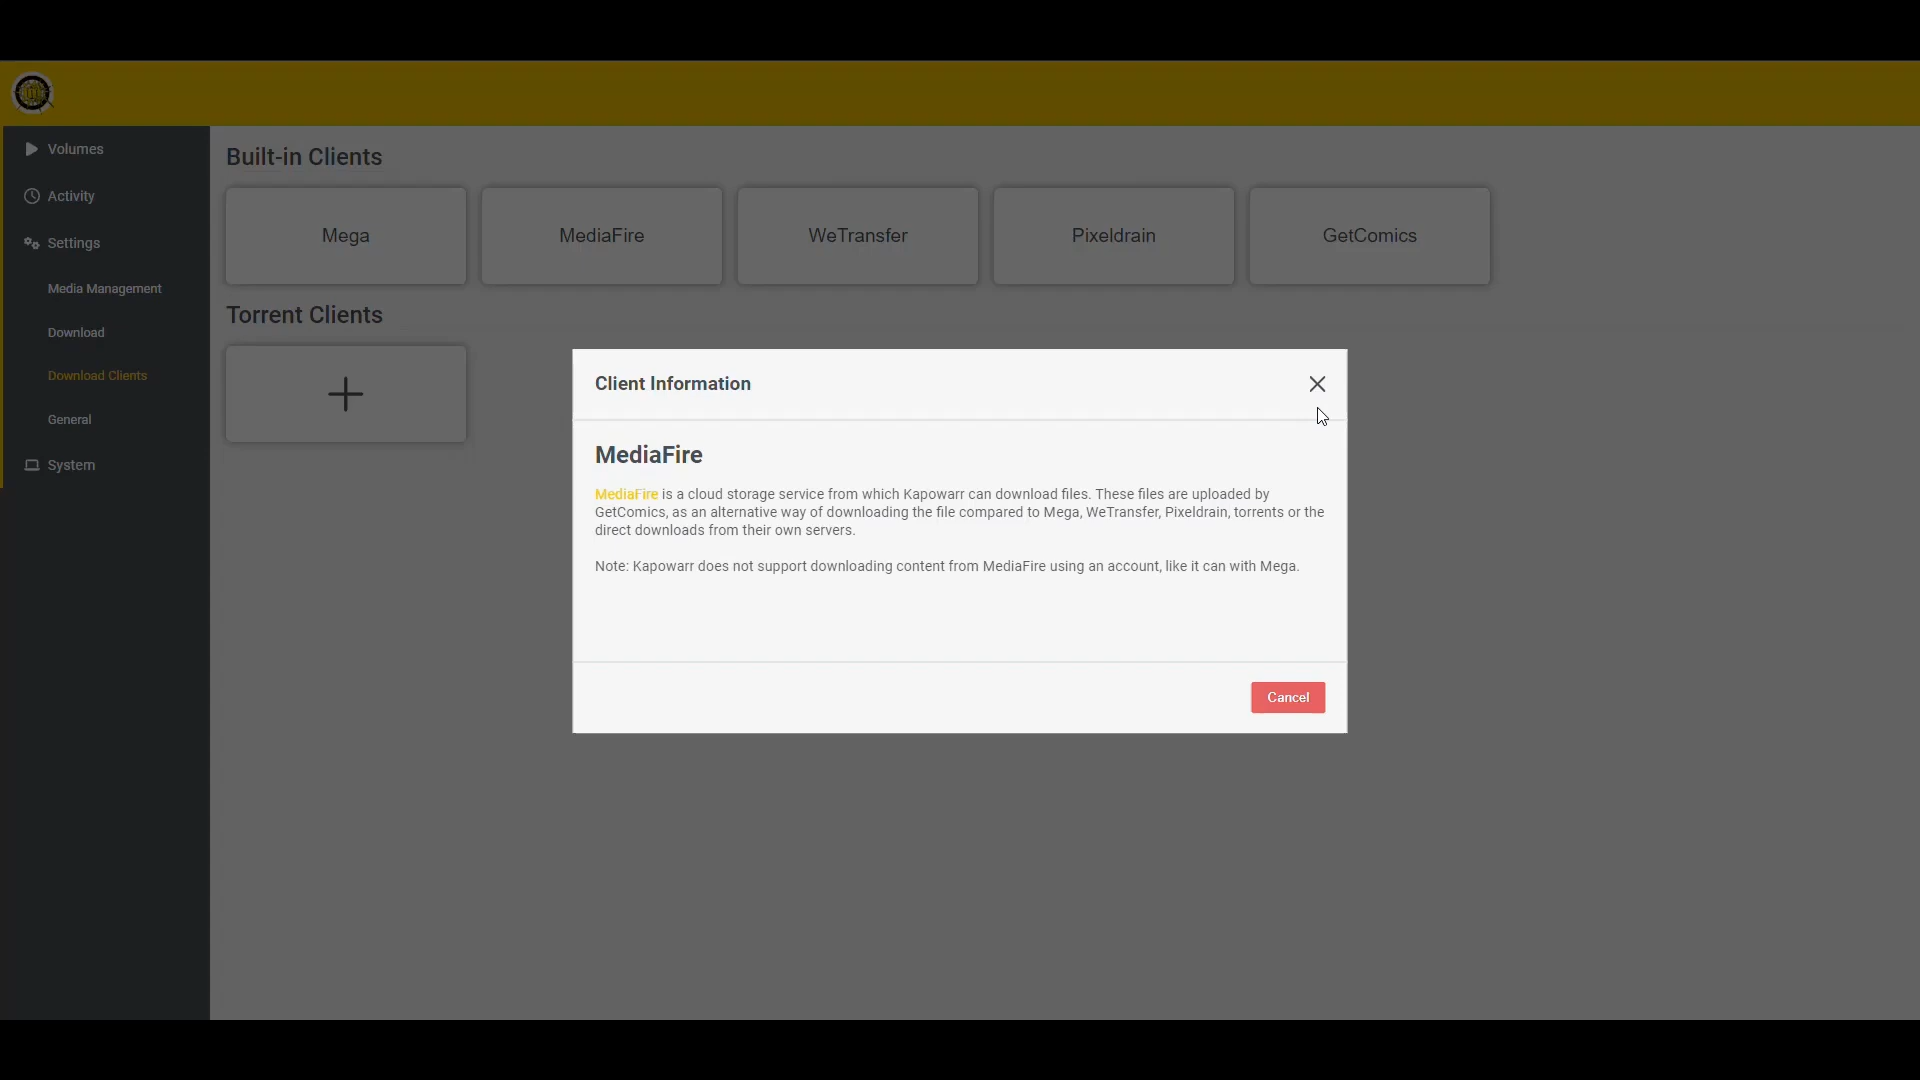 Volumes
Activity
Settings
Media Management
Download
Download Clients
General
System
Built-in Clients
Mega
MediaFire
WeTransfer
Pixeldrain
GetComics
Torrent Clients
Client Information
MediaFire
MediaFire is a cloud storage service from which Kapowarr can download files. These files are uploaded by
GetComics, as an alternative way of downloading the file compared to Mega, WeTransfer, Pixeldrain, torrents or the
direct downloads from their own servers.
Note: Kapowarr does not support downloading content from MediaFire using an account, like it can with Mega.
Cancel